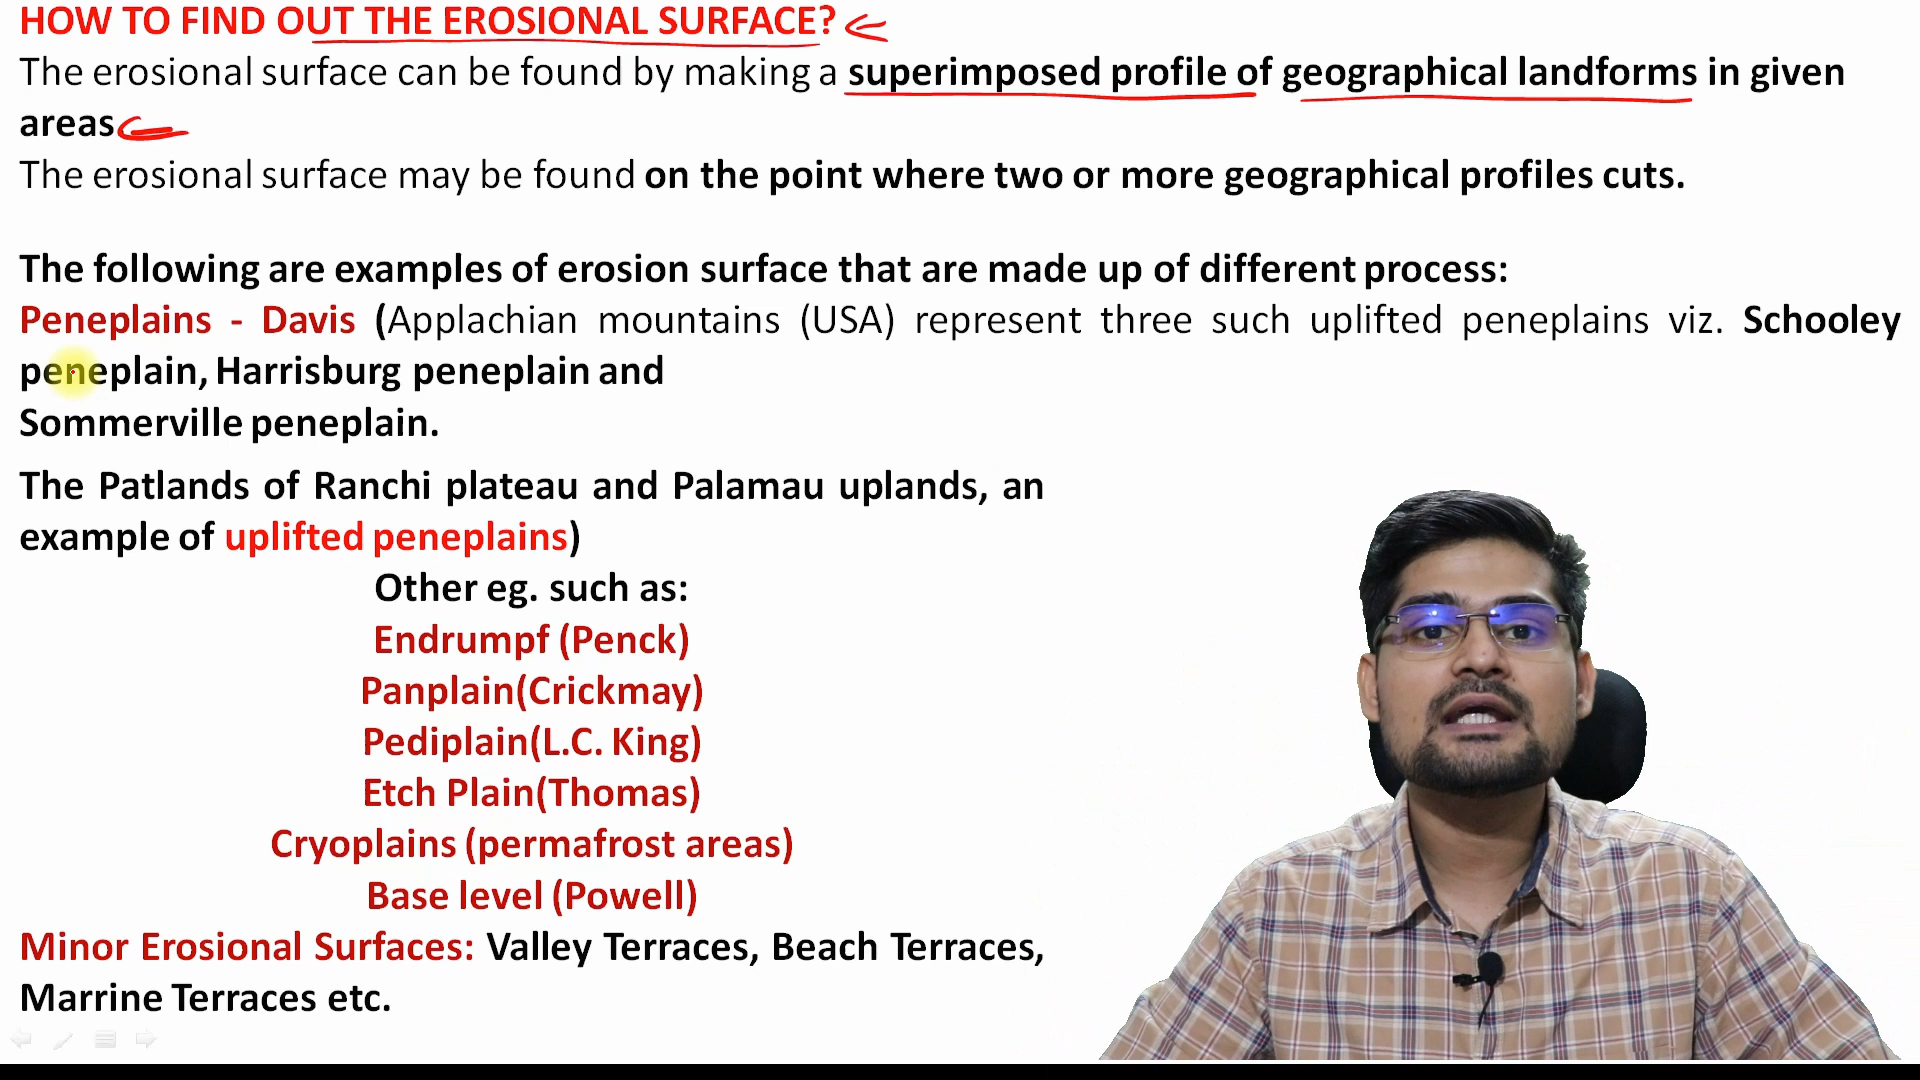 HOW TO FIND OUT THE EROSIONAL SURFACE?
The erosional surface can be found by making a superimposed profile of geographical landforms in given
areas
The erosional surface may be found on the point where two or more geographical profiles cuts.
The following are examples of erosion surface that are made up of different process:
Peneplains - Davis (Applachian mountains (USA) represent three such uplifted peneplains viz. Schooley
peneplain, Harrisburg peneplain and
Sommerville peneplain.
The Patlands of Ranchi plateau and Palamau uplands, an
example of uplifted peneplains)
Other eg. such as:
Endrumpf (Penck)
Panplain(Crickmay)
Pediplain(L.C. King)
Etch Plain(Thomas)
Cryoplains (permafrost areas)
Base level (Powell)
Minor Erosional Surfaces: Valley Terraces, Beach Terraces,
Marrine Terraces etc.